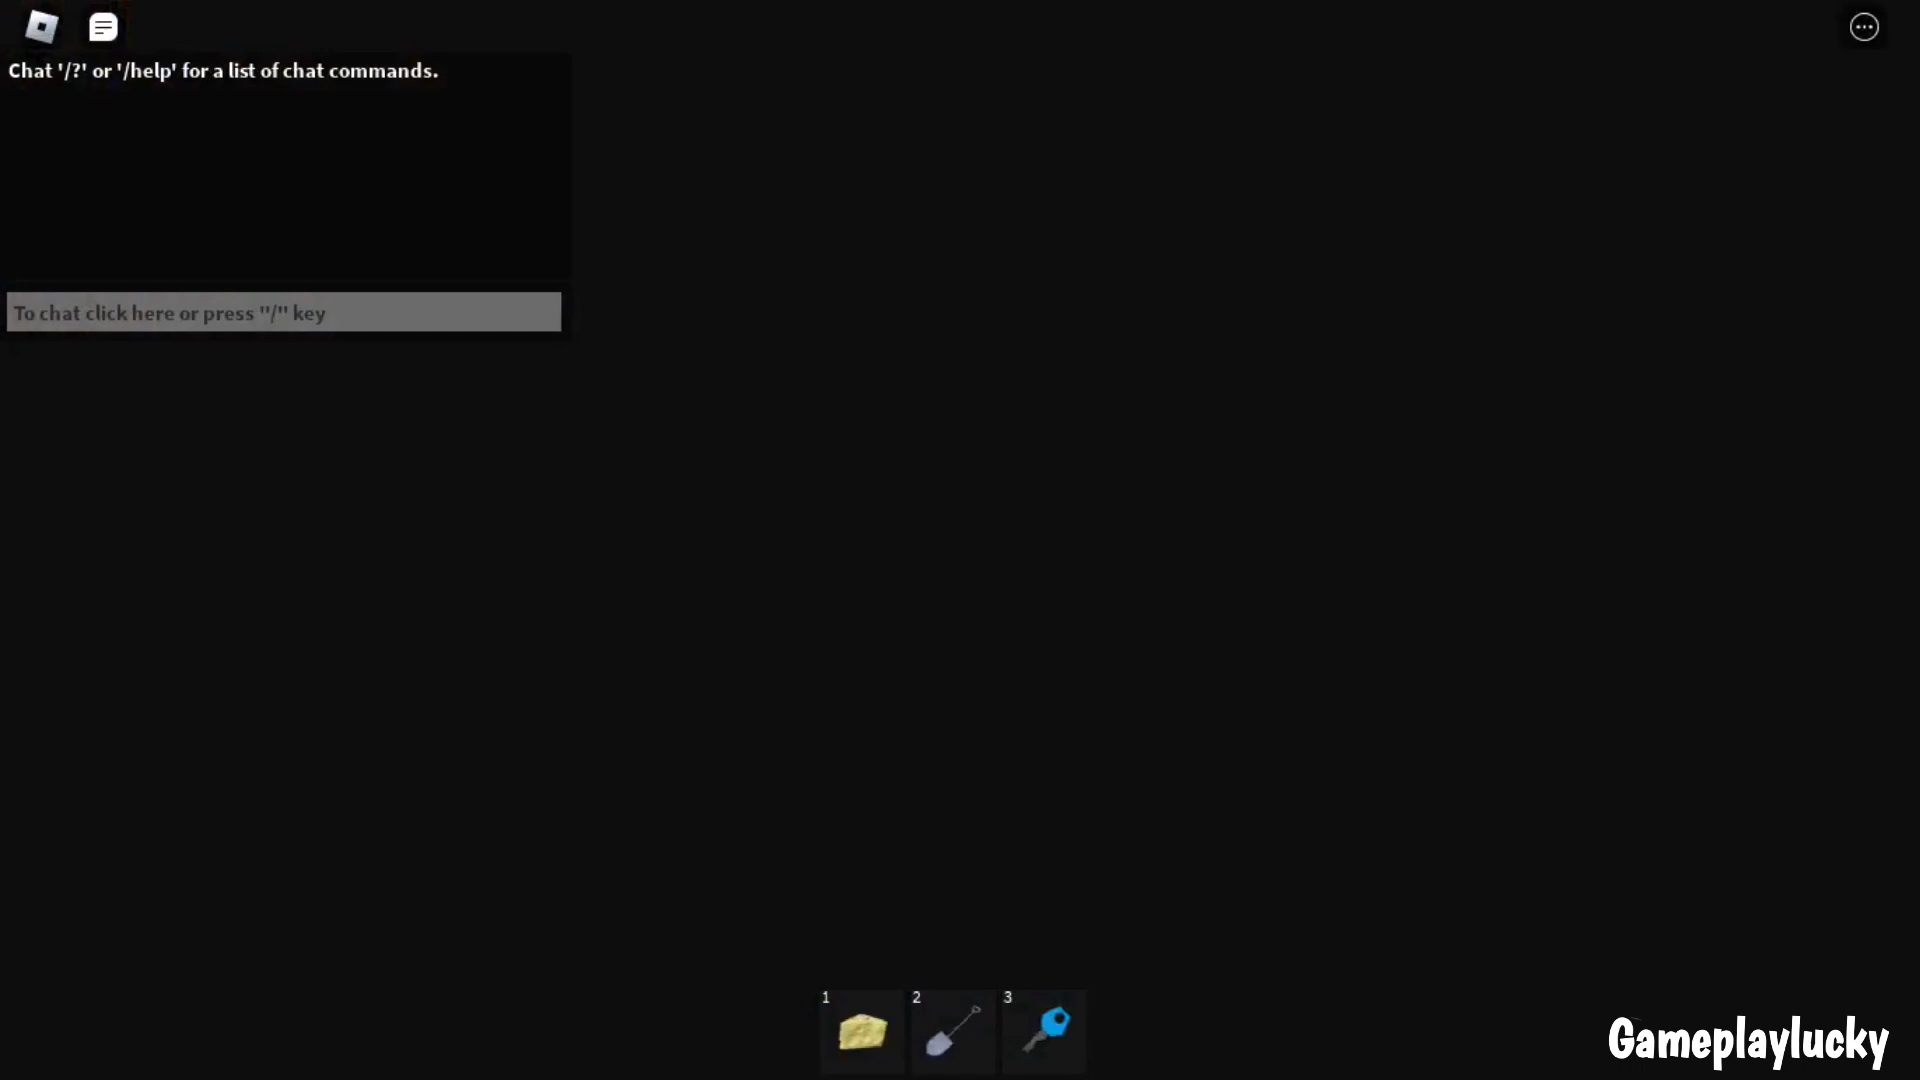 Chat '/?' or '/help' for a list of chat commands.
To chat click here or press "/" key
1 2 3
Gameplaylucky